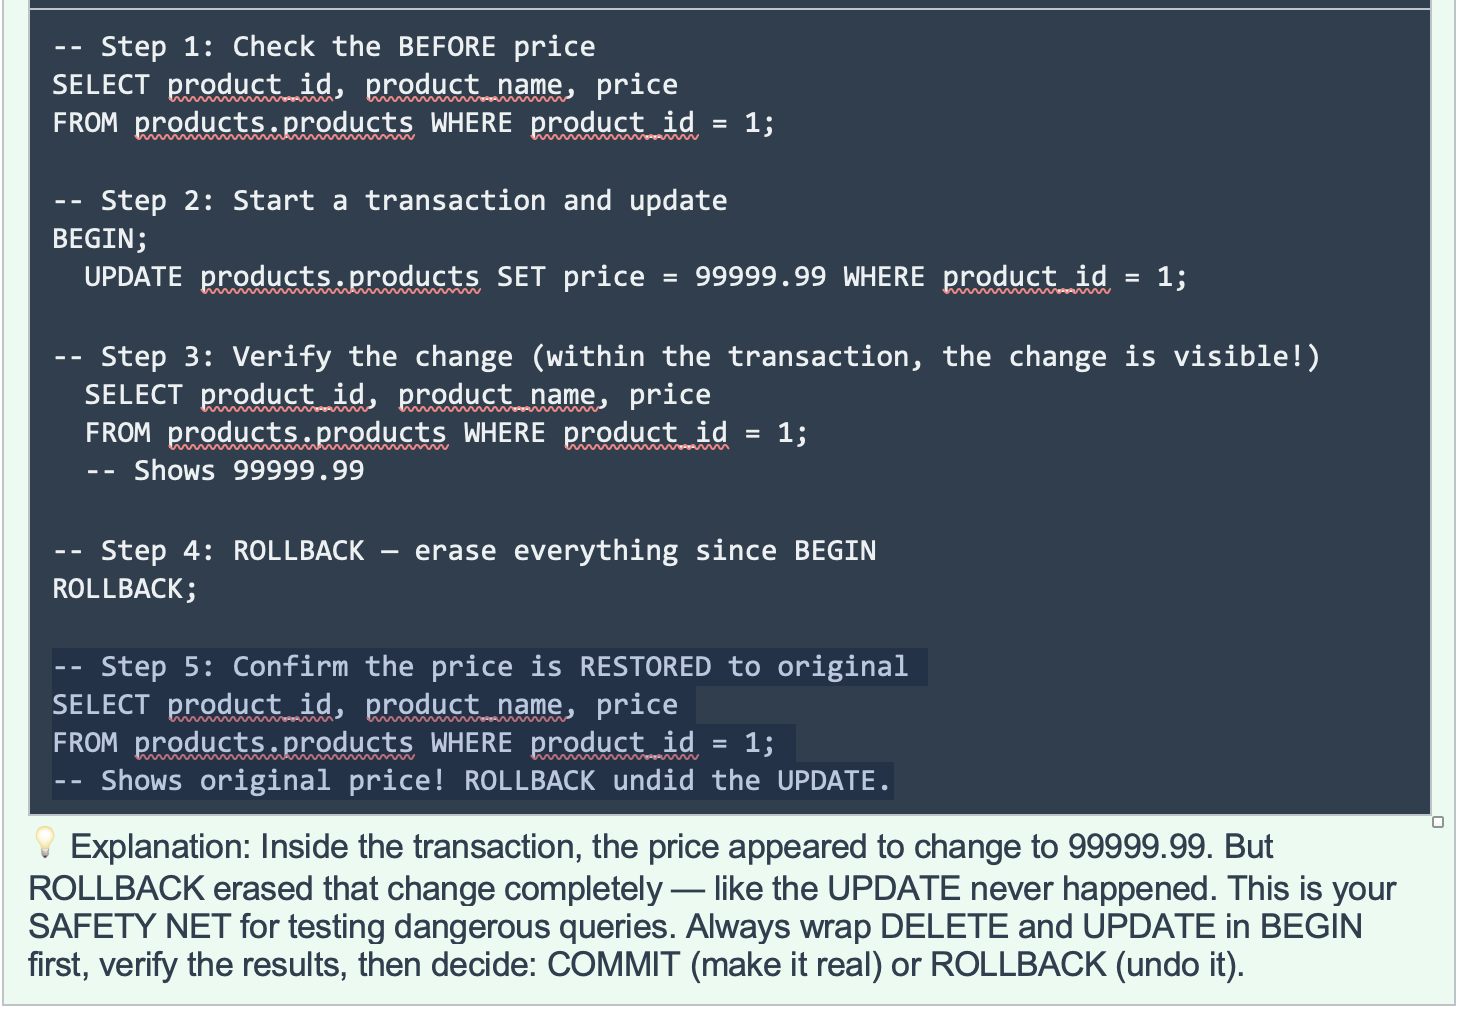 -- Step 1: Check the BEFORE price
SELECT product_id, product_name, price
FROM products.products WHERE product_id = 1;
-- Step 2: Start a transaction and update
BEGIN;
UPDATE products.products SET price = 99999.99 WHERE product_id = 1;
-- Step 3: Verify the change (within the transaction, the change is visible!)
SELECT product_id, product_name, price
FROM products.products WHERE product_id = 1;
-- Shows 99999.99
-- Step 4: ROLLBACK — erase everything since BEGIN
ROLLBACK;
-- Step 5: Confirm the price is RESTORED to original
SELECT product_id, product_name, price
FROM products.products WHERE product_id = 1;
-- Shows original price! ROLLBACK undid the UPDATE.
💡 Explanation: Inside the transaction, the price appeared to change to 99999.99. But
ROLLBACK erased that change completely — like the UPDATE never happened. This is your
SAFETY NET for testing dangerous queries. Always wrap DELETE and UPDATE in BEGIN
first, verify the results, then decide: COMMIT (make it real) or ROLLBACK (undo it).